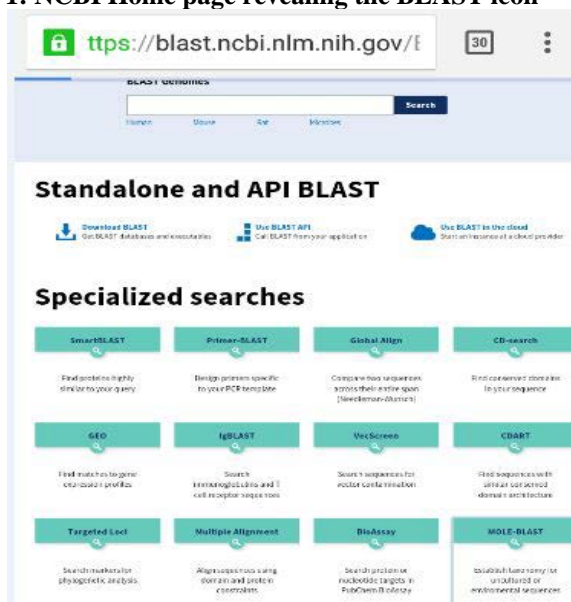 1. NCBI Home page revealing the BLAST icon
ttps://blast.ncbi.nlm.nih.gov/
30
BLAST Genomes
Search
Human Mouse Rat Microbes
Standalone and API BLAST
Download BLAST
Get BLAST databases and executables
Use BLAST API
Call BLAST from your application
Use BLAST in the cloud
Start an instance at a cloud provider
Specialized searches
SmartBLAST
Find proteins highly
similar to your query
Primer-BLAST
Design primers specific
to your PCR template
Global Align
Compare two sequences
across their entire span
(Needleman-Wunsch)
CD-search
Find conserved domains
in your sequence
GEO
Find matches to gene
expression profiles
IgBLAST
Search
immunoglobulins and T
cell receptor sequences
VecScreen
Search sequences for
vector contamination
CDART
Find sequences with
similar conserved
domain architecture
Targeted Loci
Search markers for
phylogenetic analysis
Multiple Alignment
Align sequences using
domain and protein
constraints
BioAssay
Search protein or
nucleotide targets in
PubChem BioAssay
MOLE-BLAST
Establish taxonomy for
uncultured or
environmental sequences